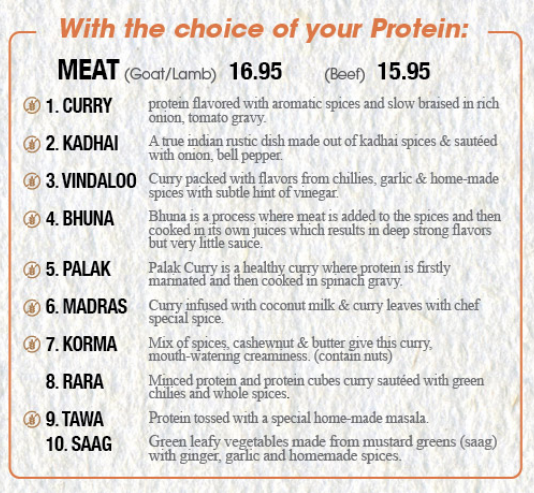 With the choice of your Protein:
MEAT (Goat/Lamb) 16.95 (Beef) 15.95
1. CURRY protein flavored with aromatic spices and slow braised in rich
onion, tomato gravy.
2. KADHAI A true indian rustic dish made out of kadhai spices & sautéed
with onion, bell pepper.
3. VINDALOO Curry packed with flavors from chillies, garlic & home-made
spices with subtle hint of vinegar.
4. BHUNA Bhuna is a process where meat is added to the spices and then
cooked in its own juices which results in deep strong flavors
but very little sauce.
5. PALAK Palak Curry is a healthy curry where protein is firstly
marinated and then cooked in spinach gravy.
6. MADRAS Curry infused with coconut milk & curry leaves with chef
special spice.
7. KORMA Mix of spices, cashewnut & butter give this curry,
mouth-watering creaminess. (contain nuts)
8. RARA Minced protein and protein cubes curry sautéed with green
chilies and whole spices.
9. TAWA Protein tossed with a special home-made masala.
10. SAAG Green leafy vegetables made from mustard greens (saag)
with ginger, garlic and homemade spices.